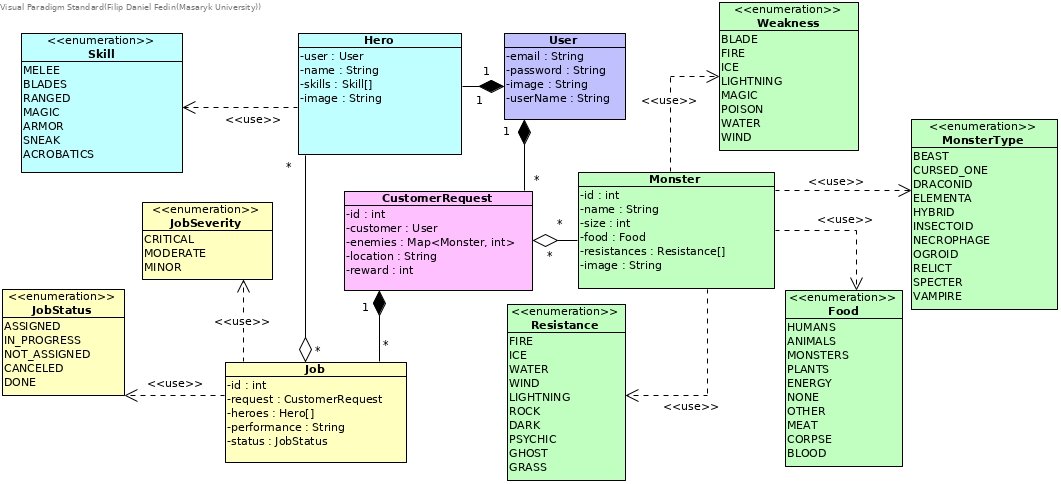 Visual Paradigm Standard(Filip Daniel Fedin(Masaryk University))
<<enumeration>>
Skill
MELEE
BLADES
RANGED
MAGIC
ARMOR
SNEAK
ACROBATICS
<<use>>
Hero
-user : User
-name : String
-skills : Skill[]
-image : String
1
1
User
-email : String
-password : String
-image : String
-userName : String
1
*
<<enumeration>>
Weakness
BLADE
FIRE
ICE
LIGHTNING
MAGIC
POISON
WATER
WIND
<<use>>
<<enumeration>>
MonsterType
BEAST
CURSED_ONE
DRACONID
ELEMENTA
HYBRID
INSECTOID
NECROPHAGE
OGROID
RELICT
SPECTER
VAMPIRE
<<use>>
<<use>>
Monster
-id : int
-name : String
-size : int
-food : Food
-resistances : Resistance[]
-image : String
*
*
CustomerRequest
-id : int
-customer : User
-enemies : Map<Monster, int>
-location : String
-reward : int
*
*
1
*
<<enumeration>>
JobSeverity
CRITICAL
MODERATE
MINOR
<<use>>
<<enumeration>>
JobStatus
ASSIGNED
IN_PROGRESS
NOT_ASSIGNED
CANCELED
DONE
<<use>>
Job
-id : int
-request : CustomerRequest
-heroes : Hero[]
-performance : String
-status : JobStatus
<<enumeration>>
Resistance
FIRE
ICE
WATER
WIND
LIGHTNING
ROCK
DARK
PSYCHIC
GHOST
GRASS
<<use>>
<<enumeration>>
Food
HUMANS
ANIMALS
MONSTERS
PLANTS
ENERGY
NONE
OTHER
MEAT
CORPSE
BLOOD